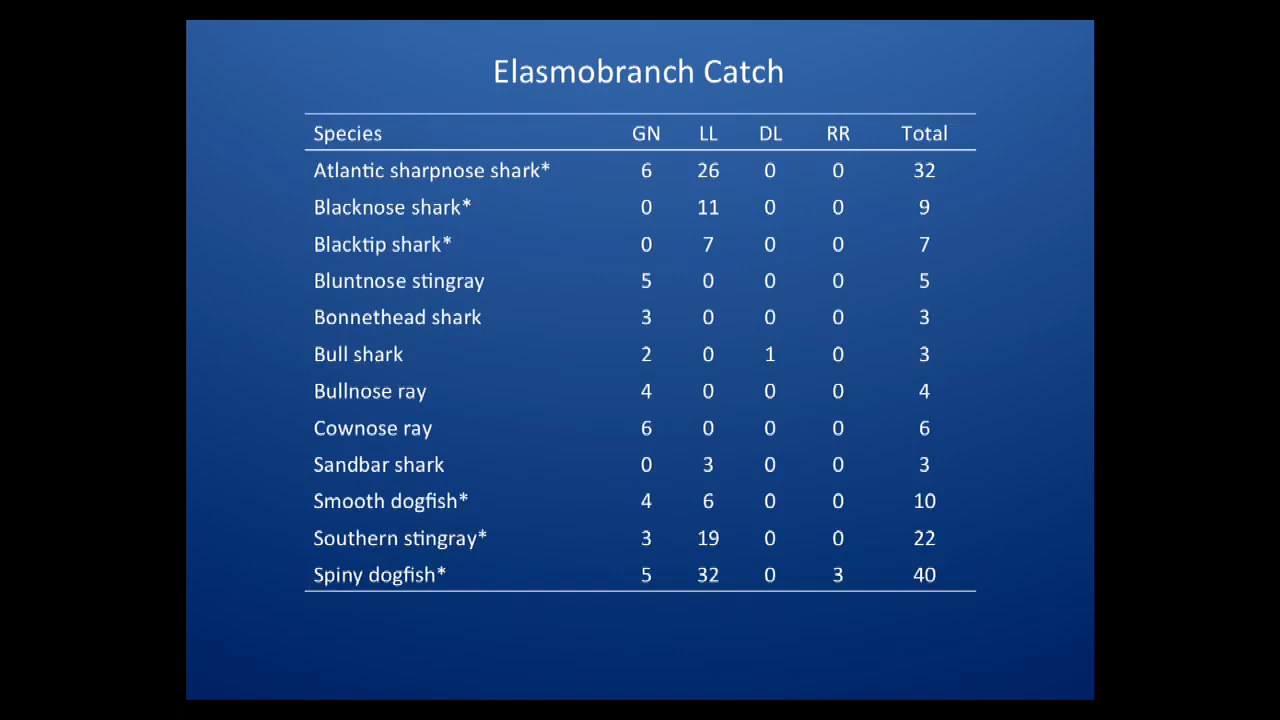 Elasmobranch Catch
Species GN LL DL RR Total
Atlantic sharpnose shark* 6 26 0 0 32
Blacknose shark* 0 11 0 0 9
Blacktip shark* 0 7 0 0 7
Bluntnose stingray 5 0 0 0 5
Bonnethead shark 3 0 0 0 3
Bull shark 2 0 1 0 3
Bullnose ray 4 0 0 0 4
Cownose ray 6 0 0 0 6
Sandbar shark 0 3 0 0 3
Smooth dogfish* 4 6 0 0 10
Southern stingray* 3 19 0 0 22
Spiny dogfish* 5 32 0 3 40